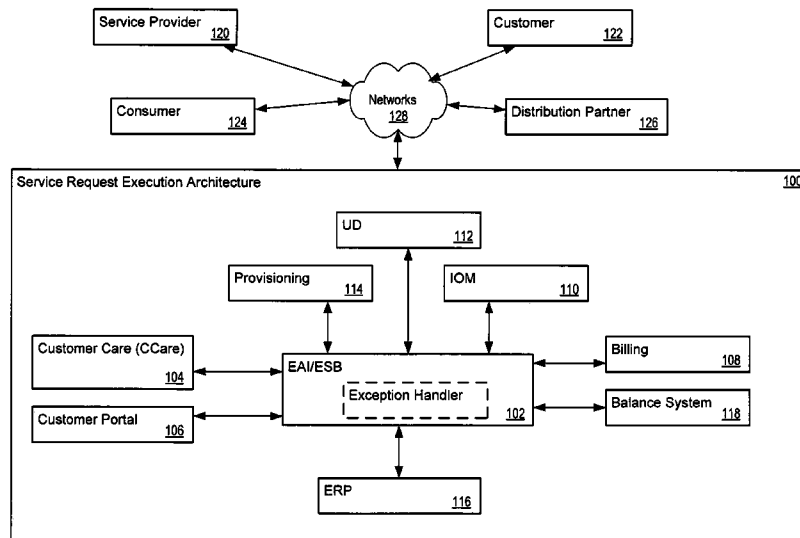 Service Provider
120
Customer
122
Networks
128
Consumer
124
Distribution Partner
126
Service Request Execution Architecture
100
UD
112
Provisioning
114
IOM
110
Customer Care (CCare)
104
EAI/ESB
Exception Handler
102
Billing
108
Customer Portal
106
Balance System
118
ERP
116